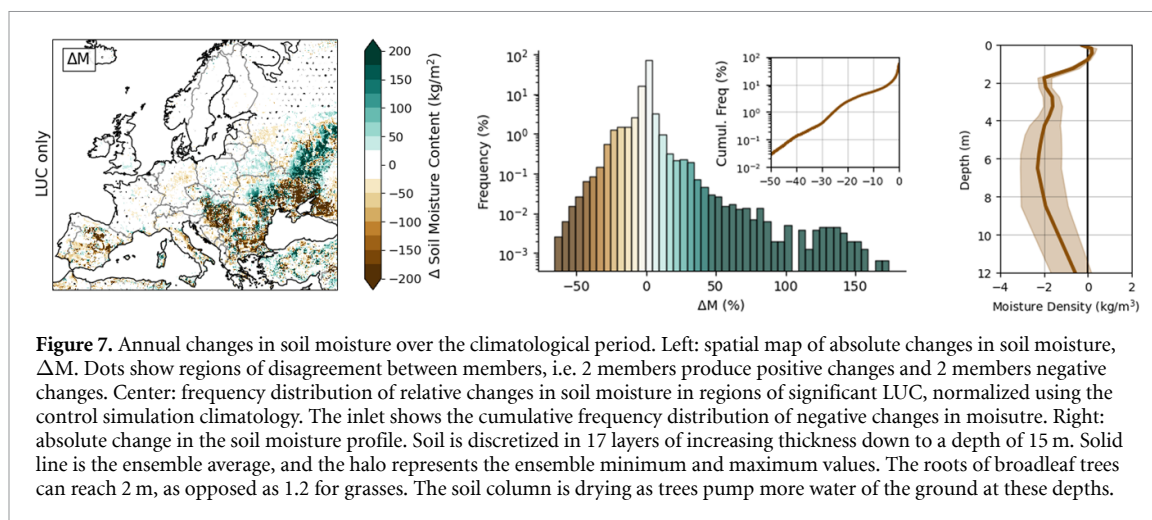 ΔM
LUC only
200
150
100
50
0
−50
−100
−150
−200
Δ Soil Moisture Content (kg/m²)
Frequency (%)
10²
10¹
10⁰
10⁻¹
10⁻²
10⁻³
−50
0
50
100
150
ΔM (%)
Cumul. Freq (%)
10²
10¹
10⁰
10⁻¹
10⁻²
−50
−40
−30
−20
−10
0
Depth (m)
0
2
4
6
8
10
12
−4
−2
0
2
Moisture Density (kg/m³)
Figure 7. Annual changes in soil moisture over the climatological period. Left: spatial map of absolute changes in soil moisture,
ΔM. Dots show regions of disagreement between members, i.e. 2 members produce positive changes and 2 members negative
changes. Center: frequency distribution of relative changes in soil moisture in regions of significant LUC, normalized using the
control simulation climatology. The inlet shows the cumulative frequency distribution of negative changes in moisutre. Right:
absolute change in the soil moisture profile. Soil is discretized in 17 layers of increasing thickness down to a depth of 15 m. Solid
line is the ensemble average, and the halo represents the ensemble minimum and maximum values. The roots of broadleaf trees
can reach 2 m, as opposed as 1.2 for grasses. The soil column is drying as trees pump more water of the ground at these depths.